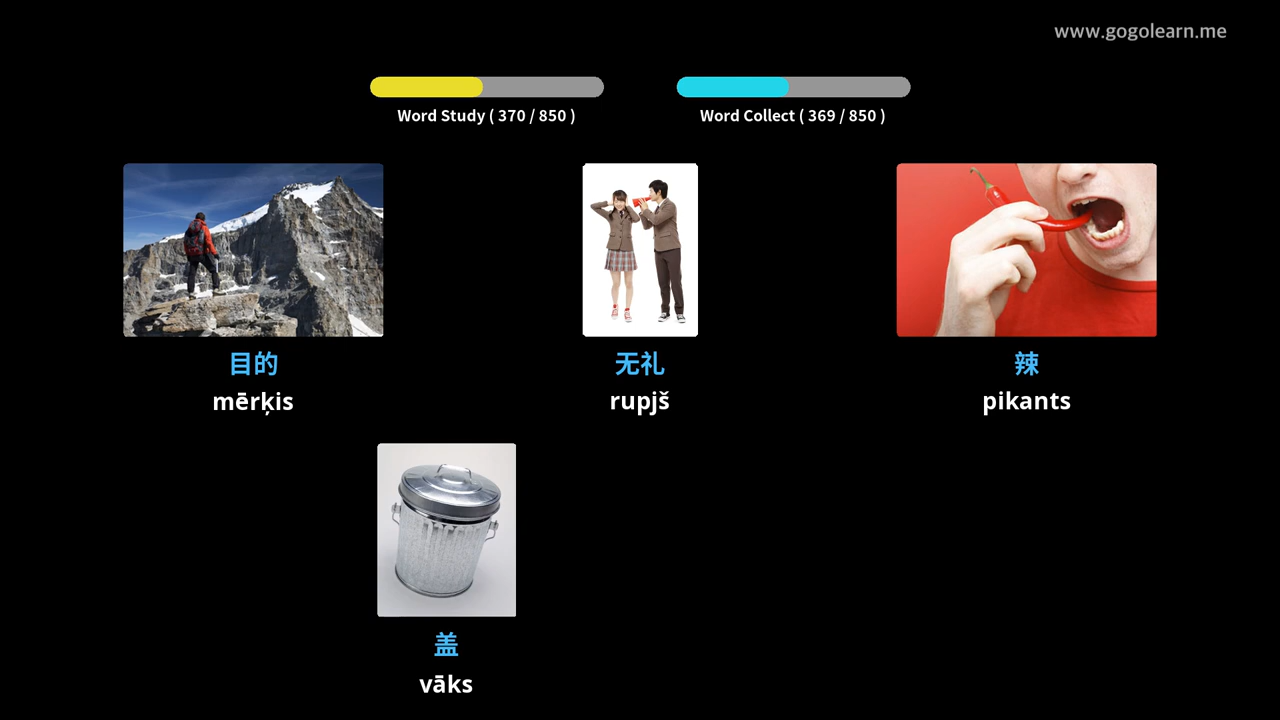 www.gogolearn.me
Word Study ( 370 / 850 )
Word Collect ( 369 / 850 )
目的
mērķis
无礼
rupjš
辣
pikants
盖
vāks